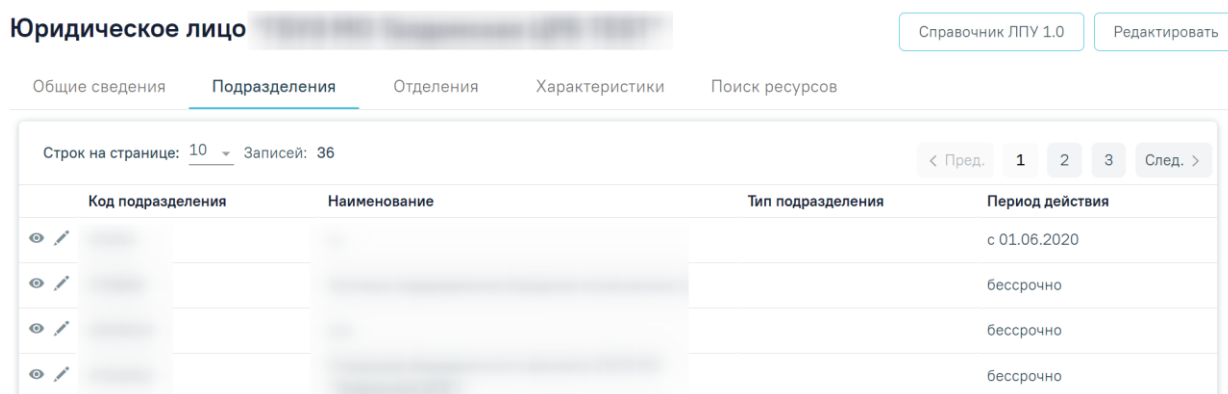 Юридическое лицо
Справочник ЛПУ 1.0
Редактировать
Общие сведения Подразделения Отделения Характеристики Поиск ресурсов
Строк на странице: 10 Записей: 36
< Пред. 1 2 3 След. >
Код подразделения Наименование Тип подразделения Период действия
с 01.06.2020
бессрочно
бессрочно
бессрочно